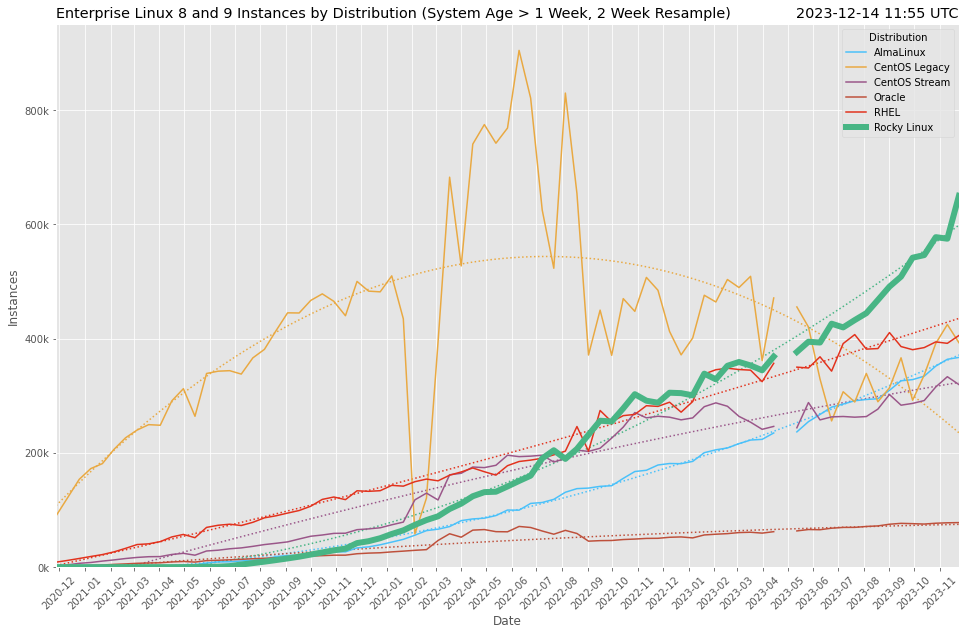 Enterprise Linux 8 and 9 Instances by Distribution (System Age > 1 Week, 2 Week Resample) 2023-12-14 11:55 UTC
Distribution
AlmaLinux
CentOS Legacy
CentOS Stream
Oracle
RHEL
Rocky Linux
Instances
800k
600k
400k
200k
0k
2020-12
2021-01
2021-02
2021-03
2021-04
2021-05
2021-06
2021-07
2021-08
2021-09
2021-10
2021-11
2021-12
2022-01
2022-02
2022-03
2022-04
2022-05
2022-06
2022-07
2022-08
2022-09
2022-10
2022-11
2022-12
2023-01
2023-02
2023-03
2023-04
2023-05
2023-06
2023-07
2023-08
2023-09
2023-10
2023-11
Date